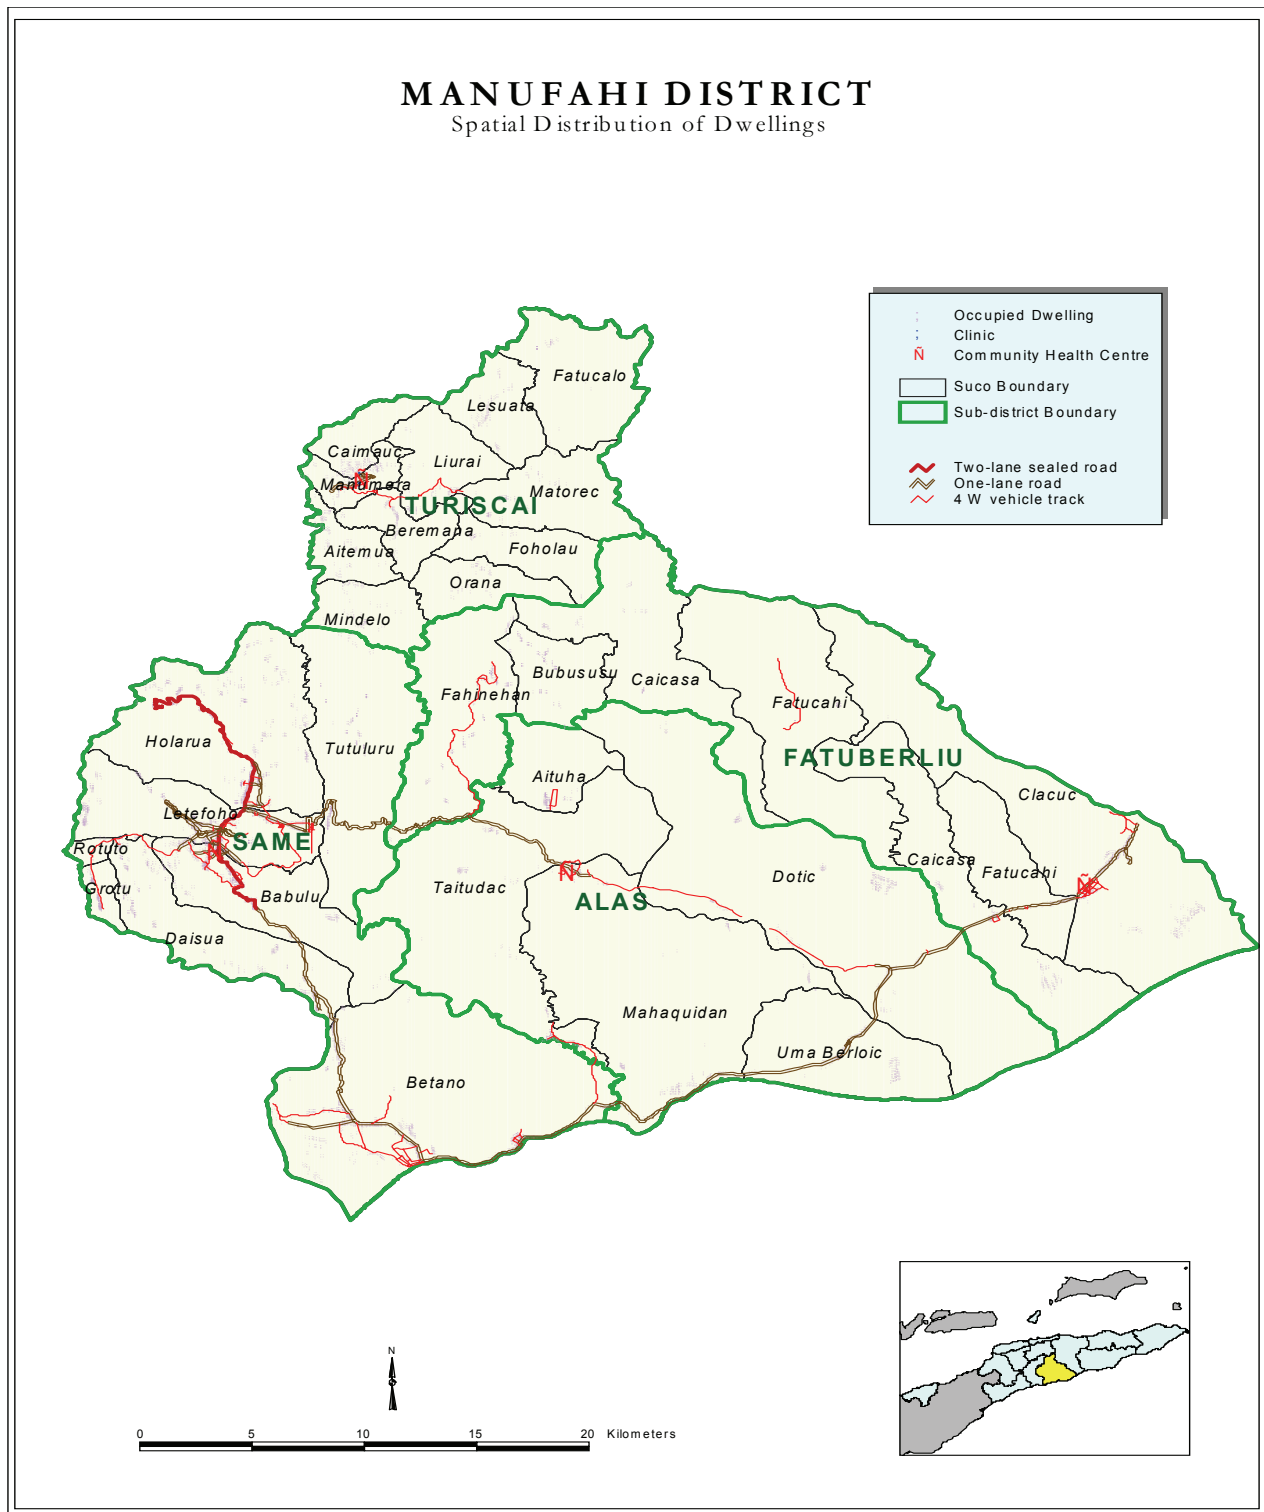 MANUFAHI DISTRICT
Spatial Distribution of Dwellings
Occupied Dwelling
Clinic
Ñ Community Health Centre
Suco Boundary
Sub-district Boundary
Two-lane sealed road
One-lane road
4 W vehicle track
Fatucalo
Lesuata
Caimauc
Liurai
Ñ
Manumera
Matorec
TURISCAI
Beremana
Aitemua
Foholau
Orana
Mindelo
Bubususu
Caicasa
Fahinehan
Fatucahi
Holarua
Tutuluru
FATUBERLIU
Aituha
Clacuc
Letefoho
SAME
Rotuto
Caicasa
Ñ
Dotic
Fatucahi
Ñ
Grotu
Taitudac
Babulu
ALAS
Daisua
Mahaquidan
Uma Berloic
Betano
N
0 5 10 15 20 Kilometers